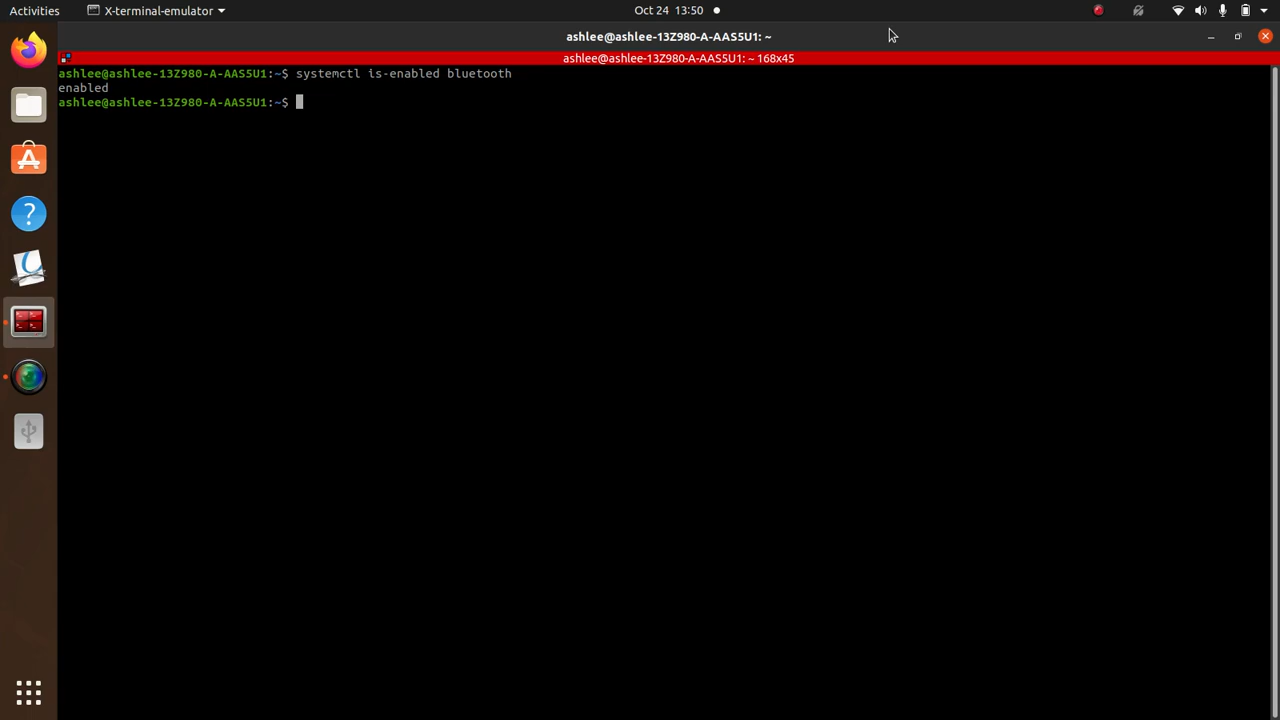 Activities X-terminal-emulator Oct 24 13:50
ashlee@ashlee-13Z980-A-AAS5U1: ~
ashlee@ashlee-13Z980-A-AAS5U1: ~ 168x45
ashlee@ashlee-13Z980-A-AAS5U1:~$ systemctl is-enabled bluetooth
enabled
ashlee@ashlee-13Z980-A-AAS5U1:~$